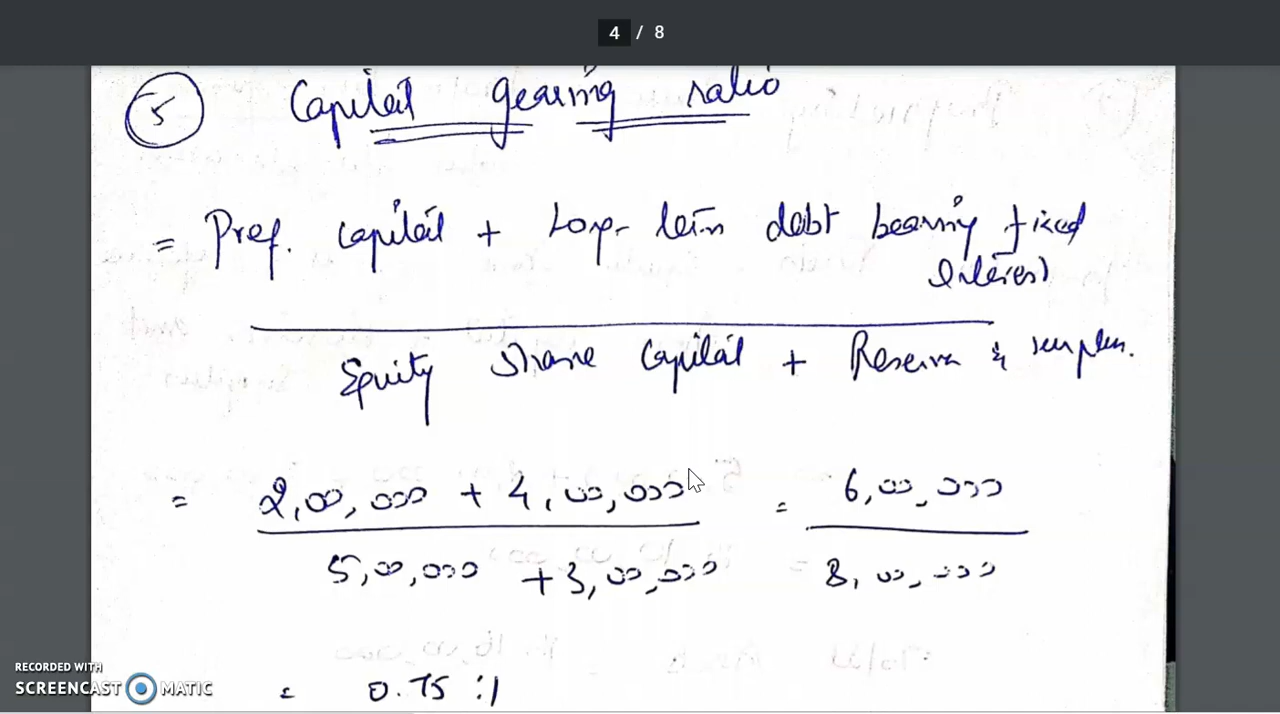 4 / 8
5 Capital gearing ratio
= Pref. capital + Long-term debt bearing fixed
interest
Equity Share capital + Reserve & surplus.
= 2,00,000 + 4,00,000 = 6,00,000
5,00,000 + 3,00,000 8,00,000
= 0.75 :1
RECORDED WITH
SCREENCAST MATIC